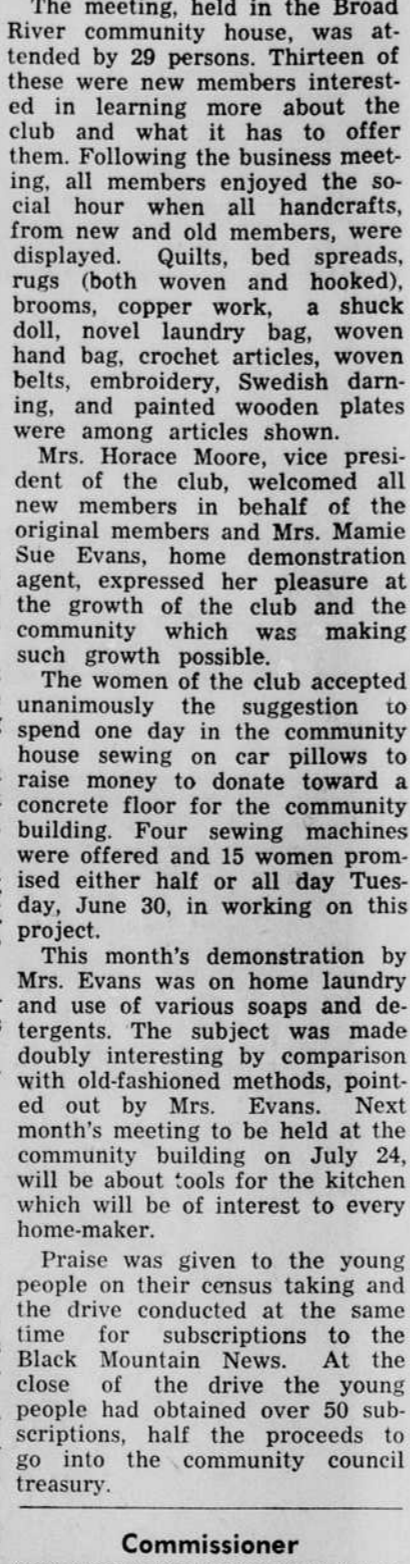 The meeting, held in the Broad
River community house, was at-
tended by 29 persons. Thirteen of
these were new members interest-
ed in learning more about the
club and what it has to offer
them. Following the business meet-
ing, all members enjoyed the so-
cial hour when all handcrafts,
from new and old members, were
displayed. Quilts, bed spreads,
rugs (both woven and hooked),
brooms, copper work, a shuck
doll, novel laundry bag, woven
hand bag, crochet articles, woven
belts, embroidery, Swedish darn-
ing, and painted wooden plates
were among articles shown.
Mrs. Horace Moore, vice presi-
dent of the club, welcomed all
new members in behalf of the
original members and Mrs. Mamie
Sue Evans, home demonstration
agent, expressed her pleasure at
the growth of the club and the
community which was making
such growth possible.
The women of the club accepted
unanimously the suggestion to
spend one day in the community
house sewing on car pillows to
raise money to donate toward a
concrete floor for the community
building. Four sewing machines
were offered and 15 women prom-
ised either half or all day Tues-
day, June 30, in working on this
project.
This month's demonstration by
Mrs. Evans was on home laundry
and use of various soaps and de-
tergents. The subject was made
doubly interesting by comparison
with old-fashioned methods, point-
ed out by Mrs. Evans. Next
month's meeting to be held at the
community building on July 24,
will be about tools for the kitchen
which will be of interest to every
home-maker.
Praise was given to the young
people on their census taking and
the drive conducted at the same
time for subscriptions to the
Black Mountain News. At the
close of the drive the young
people had obtained over 50 sub-
scriptions, half the proceeds to
go into the community council
treasury.
Commissioner